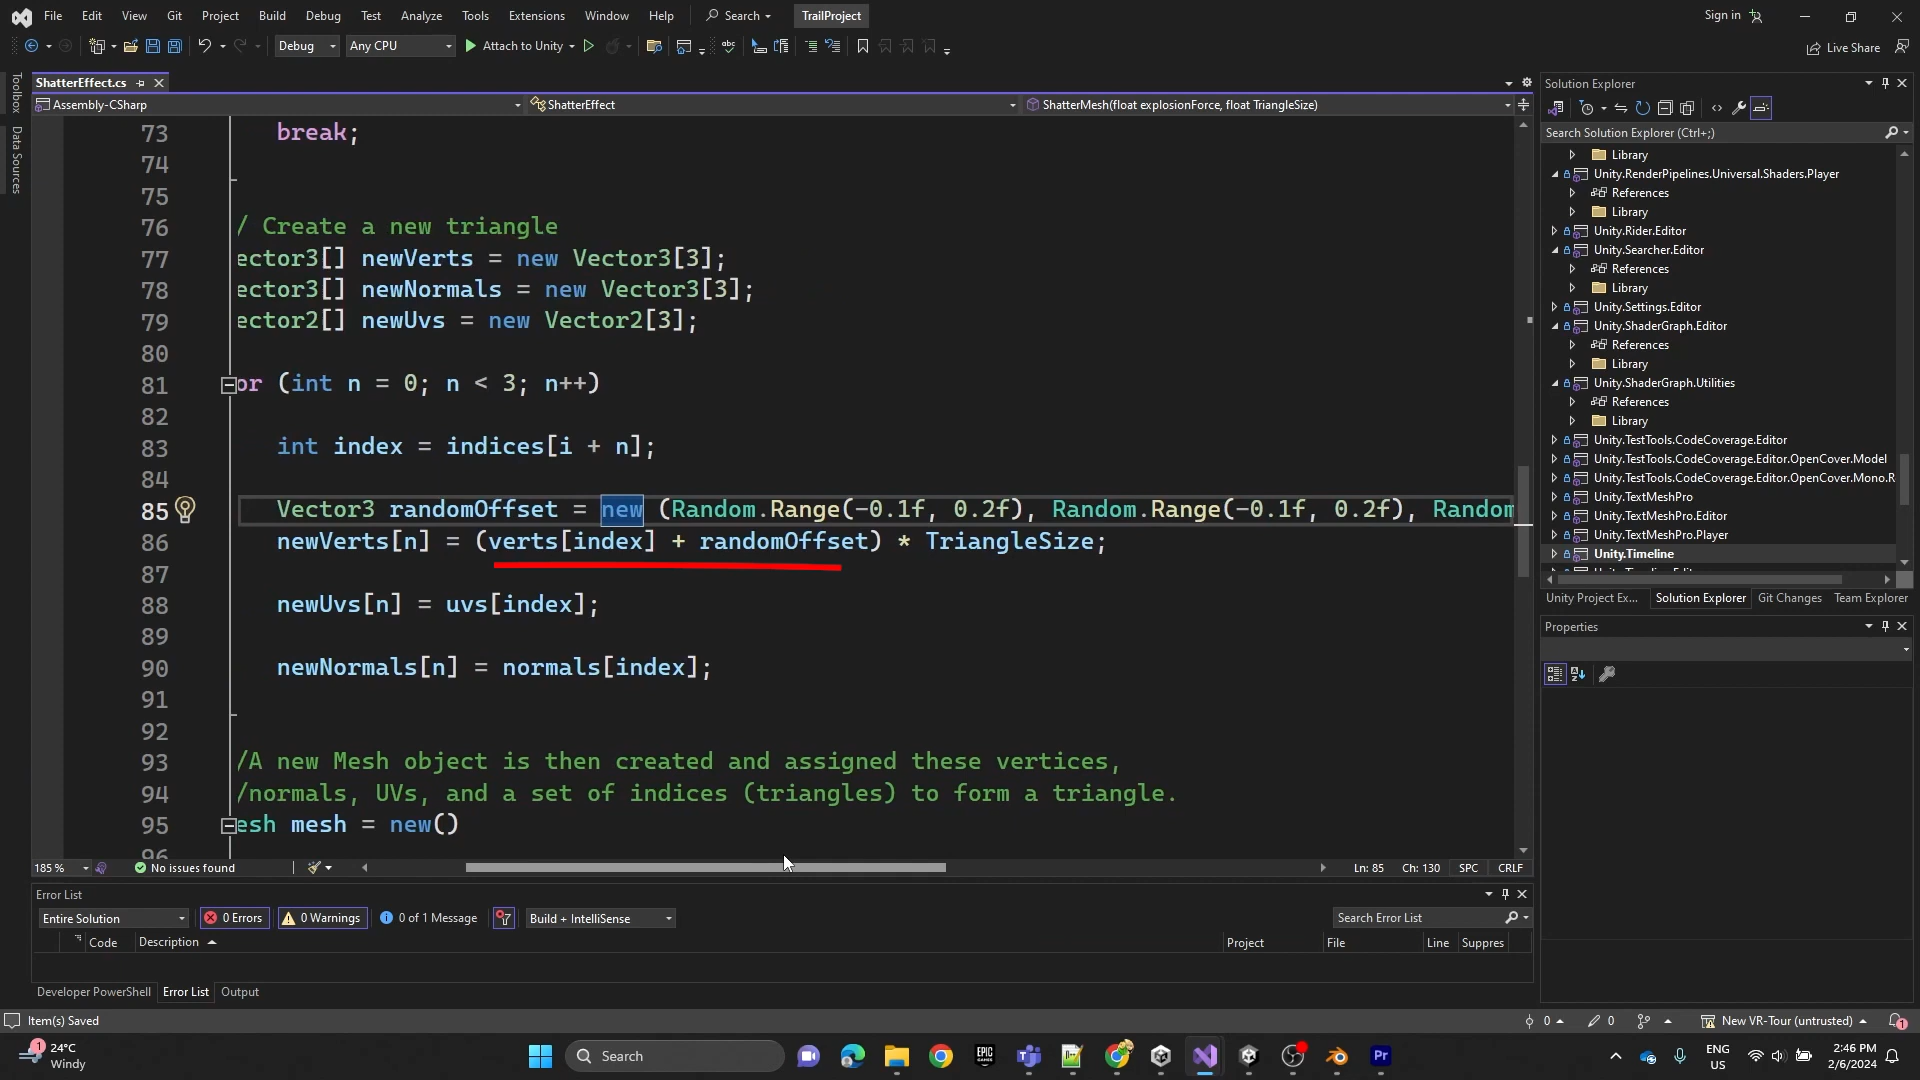 File Edit View Git Project Build Debug Test Analyze Tools Extensions Window Help Search TrailProject Sign in
Debug Any CPU Attach to Unity Live Share
Toolbox
Data Sources
ShatterEffect.cs
Assembly-CSharp ShatterEffect ShatterMesh(float explosionForce, float TriangleSize)
73 break;
74
75
76 / Create a new triangle
77 ector3[] newVerts = new Vector3[3];
78 ector3[] newNormals = new Vector3[3];
79 ector2[] newUvs = new Vector2[3];
80
81 or (int n = 0; n < 3; n++)
82
83 int index = indices[i + n];
84
85 Vector3 randomOffset = new (Random.Range(-0.1f, 0.2f), Random.Range(-0.1f, 0.2f), Random
86 newVerts[n] = (verts[index] + randomOffset) * TriangleSize;
87
88 newUvs[n] = uvs[index];
89
90 newNormals[n] = normals[index];
91
92
93 /A new Mesh object is then created and assigned these vertices,
94 /normals, UVs, and a set of indices (triangles) to form a triangle.
95 esh mesh = new()
96
185 % No issues found Ln: 85 Ch: 130 SPC CRLF
Error List
Entire Solution 0 Errors 0 Warnings 0 of 1 Message Build + IntelliSense Search Error List
Code Description Project File Line Suppres
Developer PowerShell Error List Output
Solution Explorer
Search Solution Explorer (Ctrl+;)
Library
Unity.RenderPipelines.Universal.Shaders.Player
References
Library
Unity.Rider.Editor
Unity.Searcher.Editor
References
Library
Unity.Settings.Editor
Unity.ShaderGraph.Editor
References
Library
Unity.ShaderGraph.Utilities
References
Library
Unity.TestTools.CodeCoverage.Editor
Unity.TestTools.CodeCoverage.Editor.OpenCover.Model
Unity.TestTools.CodeCoverage.Editor.OpenCover.Mono.R
Unity.TextMeshPro
Unity.TextMeshPro.Editor
Unity.TextMeshPro.Player
Unity.Timeline
Unity Project Ex... Solution Explorer Git Changes Team Explorer
Properties
Item(s) Saved 0 0 New VR-Tour (untrusted) 1
1 24°C
Windy
Search
EPIC GAMES
Pr
ENG
US
2:46 PM
2/6/2024